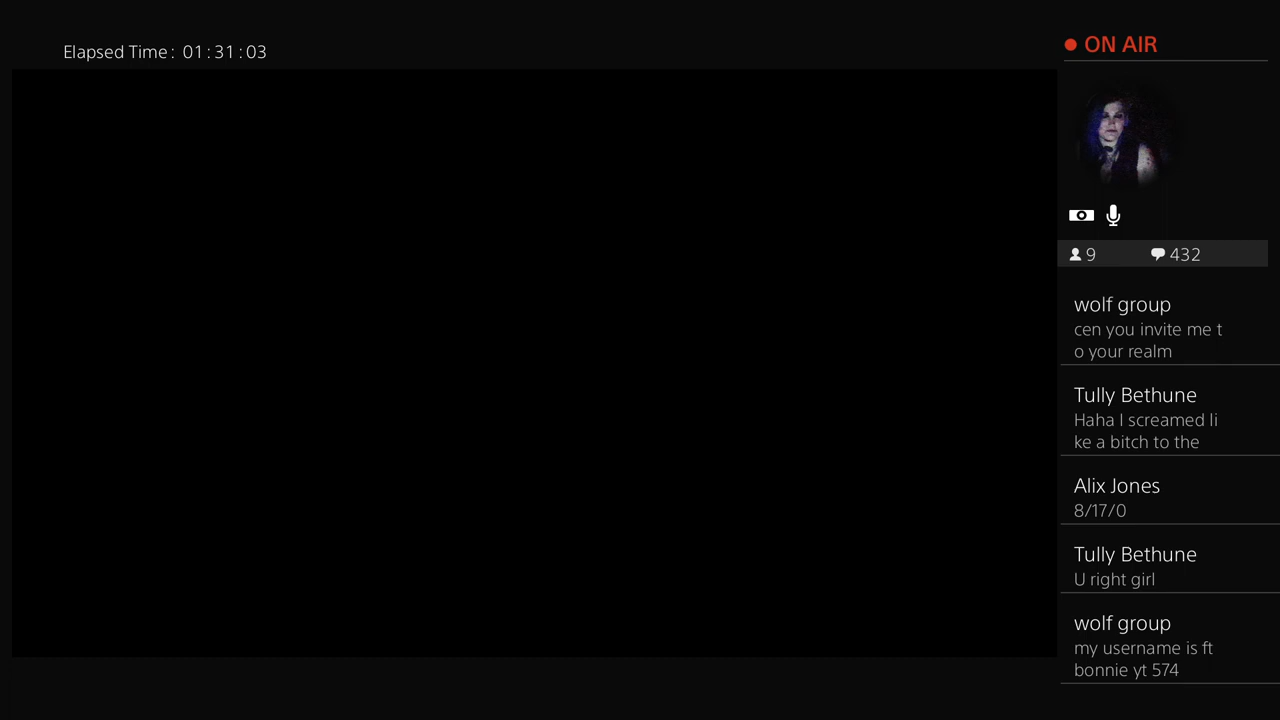 Elapsed Time: 01:31:03
ON AIR
9 432
wolf group
cen you invite me t
o your realm
Tully Bethune
Haha I screamed li
ke a bitch to the
Alix Jones
8/17/0
Tully Bethune
U right girl
wolf group
my username is ft
bonnie yt 574